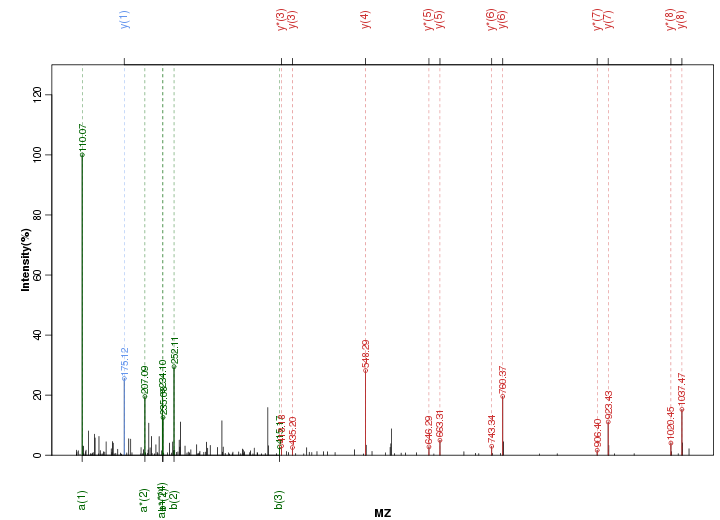 y(1)
y*(3)
y(3)
y(4)
y*(5)
y(5)
y*(6)
y(6)
y*(7)
y(7)
y*(8)
y(8)
Intensity(%)
0
20
40
60
80
100
120
110.07
175.12
207.09
234.10
252.11
435.20
548.29
646.29
663.31
743.34
760.37
906.40
923.43
1020.45
1037.47
a(1)
a*(2)
b(2)
b(3)
MZ